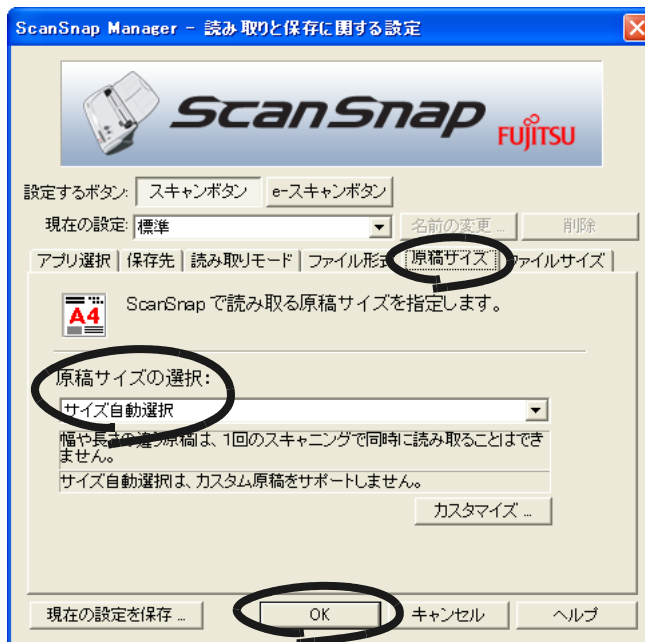 ScanSnap Manager - 読み取りと保存に関する設定
ScanSnap
FUJITSU
設定するボタン: スキャンボタン e-スキャンボタン
現在の設定: 標準 名前の変更 ... 削除
アプリ選択 保存先 読み取りモード ファイル形式 原稿サイズ ファイルサイズ
A4
ScanSnap で読み取る原稿サイズを指定します。
原稿サイズの選択:
サイズ自動選択
幅や長さの違う原稿は、1回のスキャニングで同時に読み取ることはでき
ません。
サイズ自動選択は、カスタム原稿をサポートしません。
カスタマイズ ...
現在の設定を保存 ... OK キャンセル ヘルプ